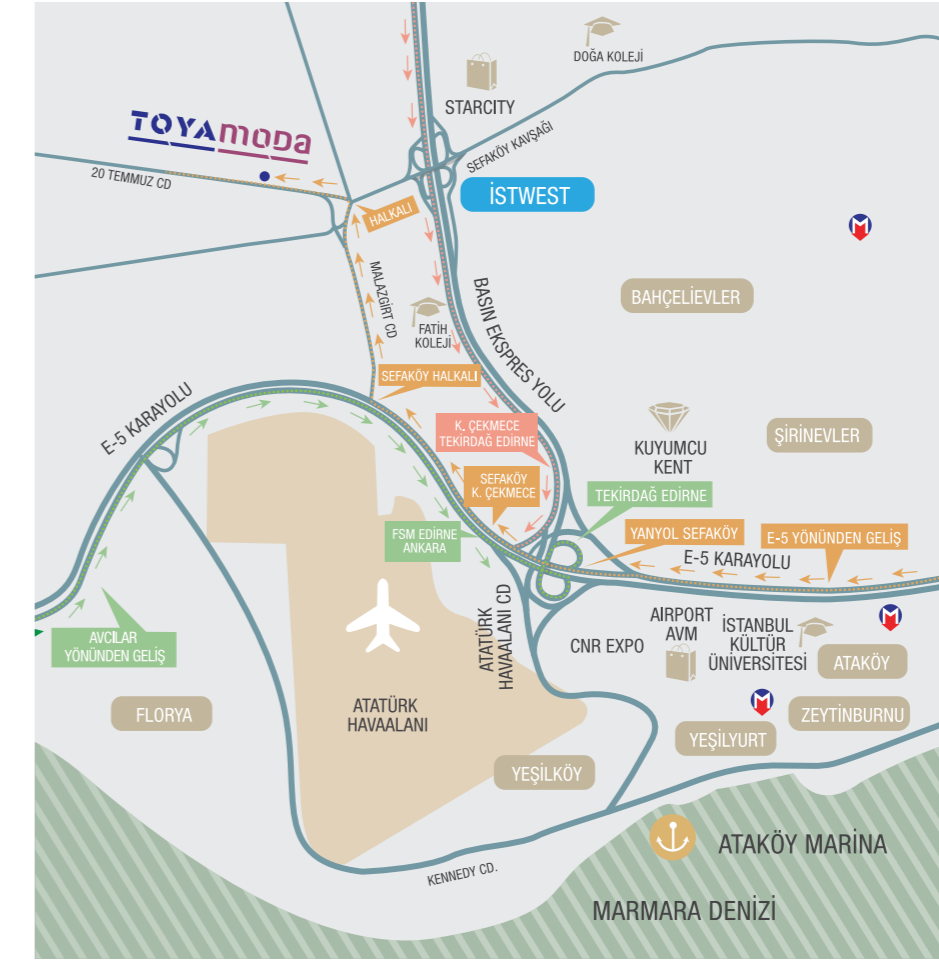 DOĞA KOLEJİ
STARCITY
SEFAKÖY KAVŞAĞI
TOYAMODA
20 TEMMUZ CD
İSTWEST
HALKALI
M
MALAZGİRT CD
BASIN EKSPRES YOLU
BAHÇELİEVLER
FATİH
KOLEJİ
SEFAKÖY HALKALI
E-5 KARAYOLU
K. ÇEKMECE
TEKİRDAĞ EDİRNE
KUYUMCU
KENT
ŞİRİNEVLER
SEFAKÖY
K. ÇEKMECE
TEKİRDAĞ EDİRNE
FSM EDİRNE
ANKARA
YANYOL SEFAKÖY
E-5 YÖNÜNDEN GELİŞ
E-5 KARAYOLU
AVCILAR
YÖNÜNDEN GELİŞ
ATATÜRK
HAVAALANI CD
CNR EXPO
AIRPORT
AVM
İSTANBUL
KÜLTÜR
ÜNİVERSİTESİ
M
ATAKÖY
FLORYA
ATATÜRK
HAVAALANI
M
ZEYTİNBURNU
YEŞİLYURT
YEŞİLKÖY
ATAKÖY MARINA
KENNEDY CD.
MARMARA DENİZİ